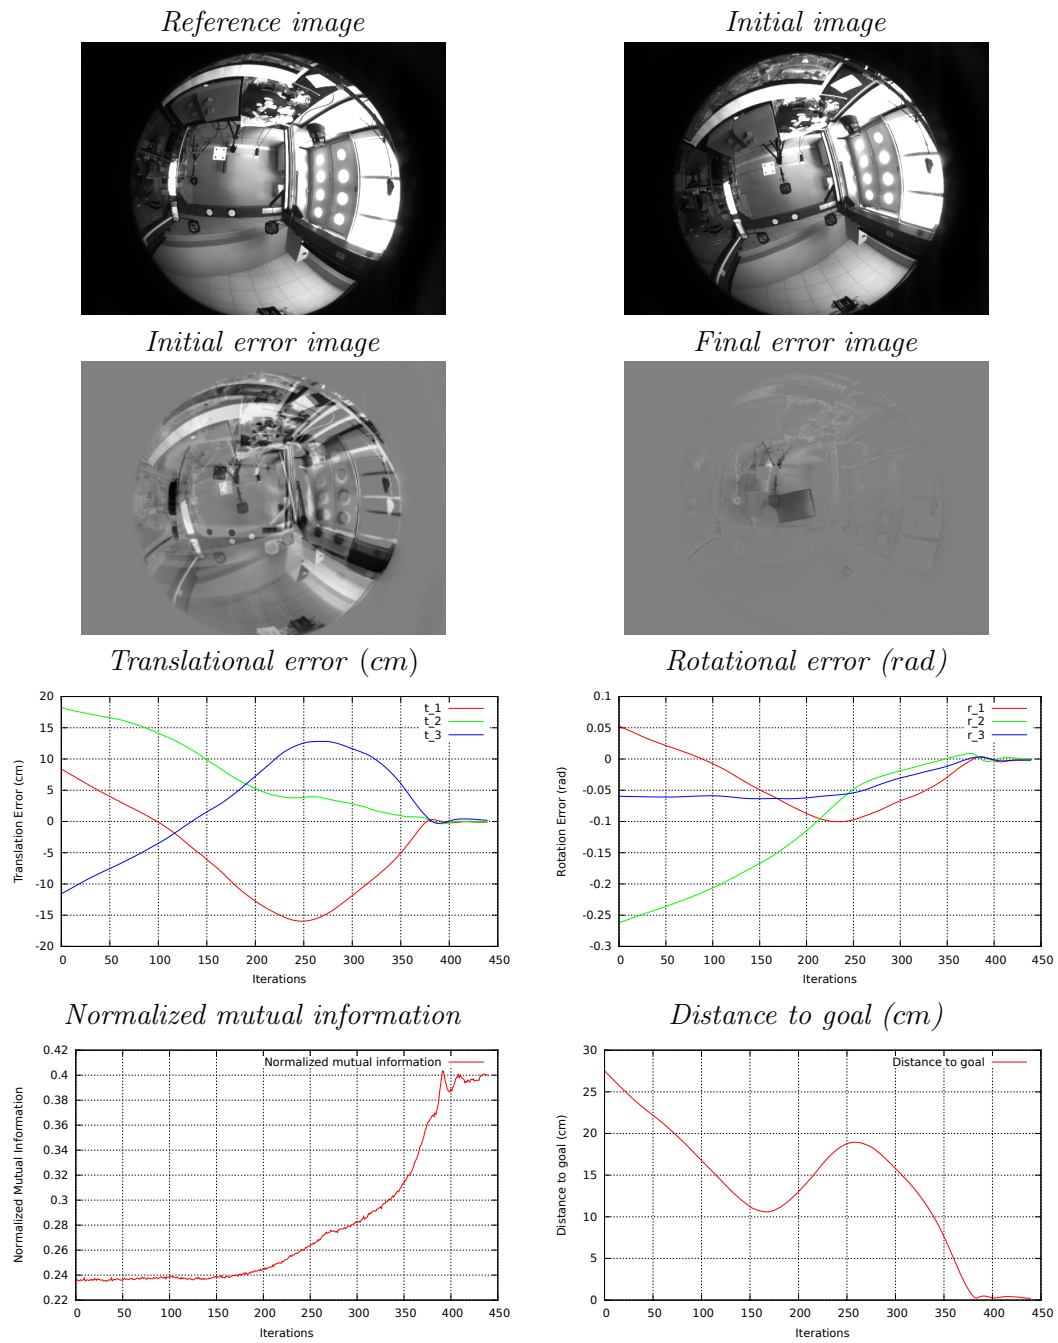 Reference image
Initial image
Initial error image
Final error image
Translational error (cm)
Rotational error (rad)
20
15
10
5
0
-5
-10
-15
-20
Translation Error (cm)
t_1
t_2
t_3
0 50 100 150 200 250 300 350 400 450
Iterations
0.1
0.05
0
-0.05
-0.1
-0.15
-0.2
-0.25
-0.3
Rotation Error (rad)
r_1
r_2
r_3
0 50 100 150 200 250 300 350 400 450
Iterations
Normalized mutual information
Distance to goal (cm)
0.42
0.4
0.38
0.36
0.34
0.32
0.3
0.28
0.26
0.24
0.22
Normalized Mutual Information
Normalized mutual information
0 50 100 150 200 250 300 350 400 450
Iterations
30
25
20
15
10
5
0
Distance to goal (cm)
Distance to goal
0 50 100 150 200 250 300 350 400 450
Iterations